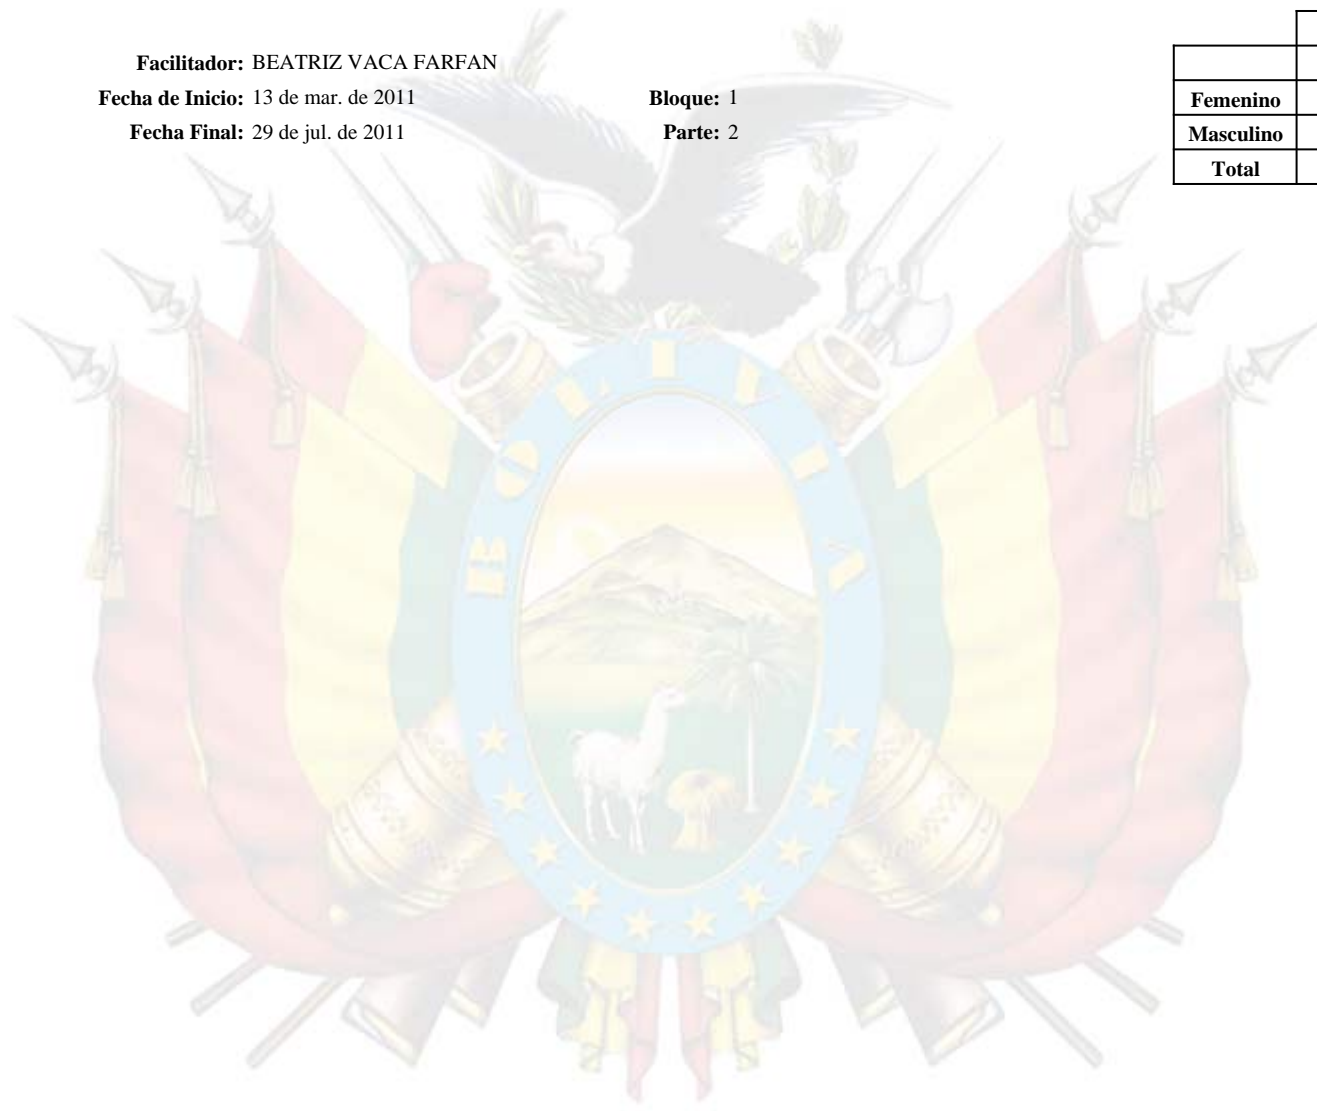 Facilitador: BEATRIZ VACA FARFAN
Fecha de Inicio: 13 de mar. de 2011 Bloque: 1
Fecha Final: 29 de jul. de 2011 Parte: 2
Femenino
Masculino
Total
BOLIVIA